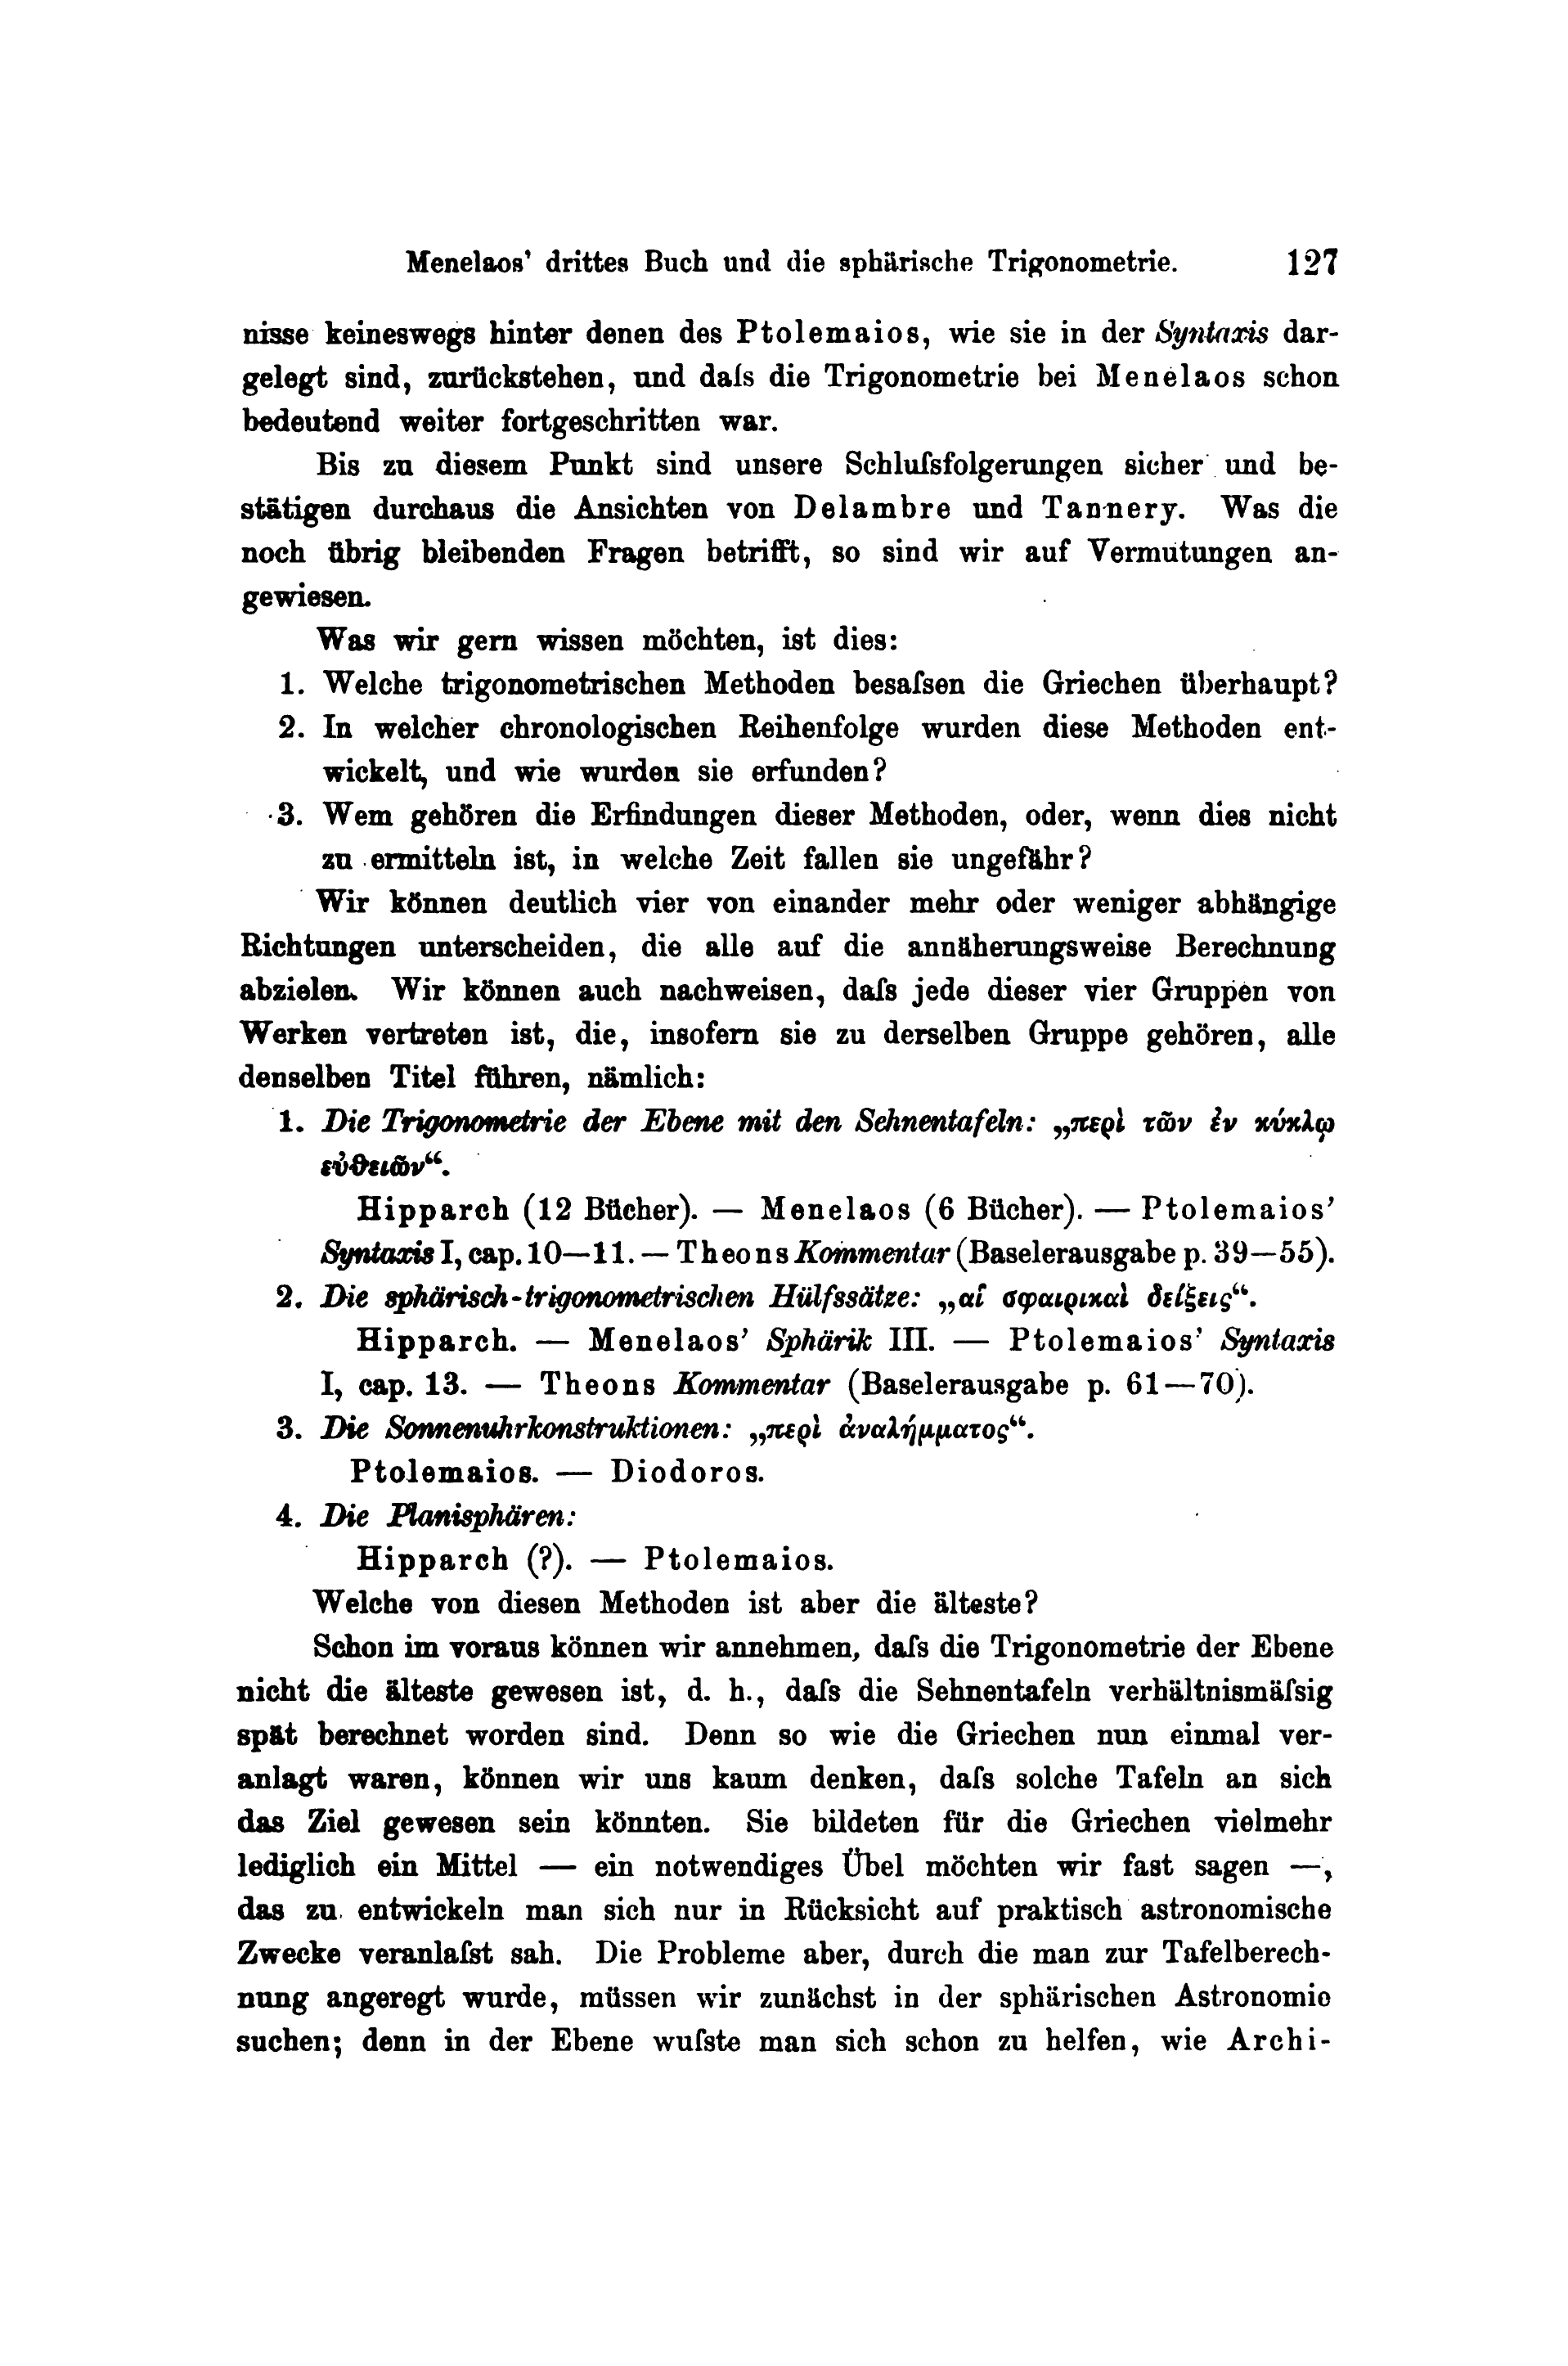 Menelaos' drittes Buch und die sphärische Trigonometrie. 127
nisse keineswegs hinter denen des Ptolemaios, wie sie in der Syntaxis dar-
gelegt sind, zurückstehen, und daſs die Trigonometrie bei Menelaos schon
bedeutend weiter fortgeschritten war.
Bis zu diesem Punkt sind unsere Schluſsfolgerungen sicher und be-
stätigen durchaus die Ansichten von Delambre und Tannery. Was die
noch übrig bleibenden Fragen betrifft, so sind wir auf Vermutungen an-
gewiesen.
Was wir gern wissen möchten, ist dies:
1. Welche trigonometrischen Methoden besaſsen die Griechen überhaupt?
2. In welcher chronologischen Reihenfolge wurden diese Methoden ent-
wickelt, und wie wurden sie erfunden?
3. Wem gehören die Erfindungen dieser Methoden, oder, wenn dies nicht
zu ermitteln ist, in welche Zeit fallen sie ungefähr?
Wir können deutlich vier von einander mehr oder weniger abhängige
Richtungen unterscheiden, die alle auf die annäherungsweise Berechnung
abzielen. Wir können auch nachweisen, daſs jede dieser vier Gruppen von
Werken vertreten ist, die, insofern sie zu derselben Gruppe gehören, alle
denselben Titel führen, nämlich:
1. Die Trigonometrie der Ebene mit den Sehnentafeln: „περὶ τῶν ἐν κύκλῳ
εὐθειῶν“.
Hipparch (12 Bücher). — Menelaos (6 Bücher). — Ptolemaios'
Syntaxis I, cap. 10—11. — Theons Kommentar (Baselerausgabe p. 39—55).
2. Die sphärisch-trigonometrischen Hülfssätze: „αἱ σφαιρικαὶ δείξεις“.
Hipparch. — Menelaos' Sphärik III. — Ptolemaios' Syntaxis
I, cap. 13. — Theons Kommentar (Baselerausgabe p. 61—70).
3. Die Sonnenuhrkonstruktionen: „περὶ ἀναλήμματος“.
Ptolemaios. — Diodoros.
4. Die Planisphären:
Hipparch (?). — Ptolemaios.
Welche von diesen Methoden ist aber die älteste?
Schon im voraus können wir annehmen, daſs die Trigonometrie der Ebene
nicht die älteste gewesen ist, d. h., daſs die Sehnentafeln verhältnismäſsig
spät berechnet worden sind. Denn so wie die Griechen nun einmal ver-
anlagt waren, können wir uns kaum denken, daſs solche Tafeln an sich
das Ziel gewesen sein könnten. Sie bildeten für die Griechen vielmehr
lediglich ein Mittel — ein notwendiges Übel möchten wir fast sagen —,
das zu entwickeln man sich nur in Rücksicht auf praktisch astronomische
Zwecke veranlaſst sah. Die Probleme aber, durch die man zur Tafelberech-
nung angeregt wurde, müssen wir zunächst in der sphärischen Astronomie
suchen; denn in der Ebene wuſste man sich schon zu helfen, wie Archi-